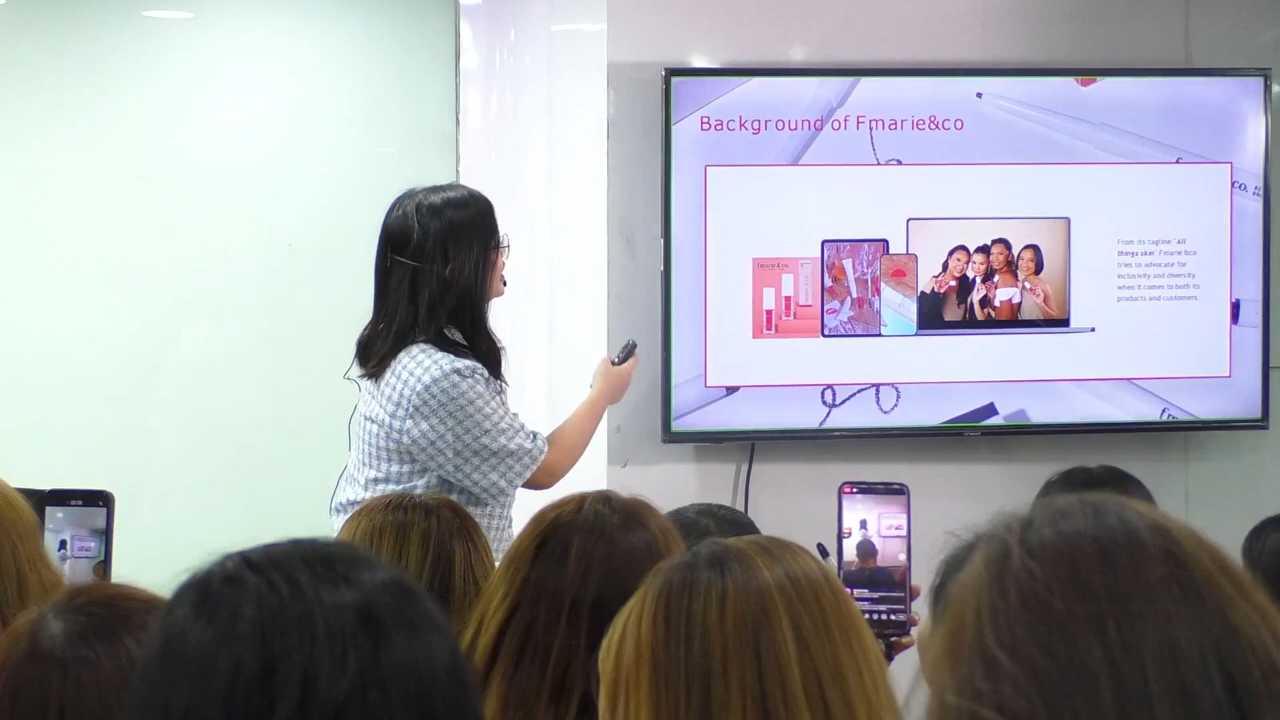 Background of Fmarie&co
fmarie & co.
From its tagline "All
things skin" Fmarie &co
tries to advocate for
inclusivity and diversity
when it comes to both its
products and customers.
co.